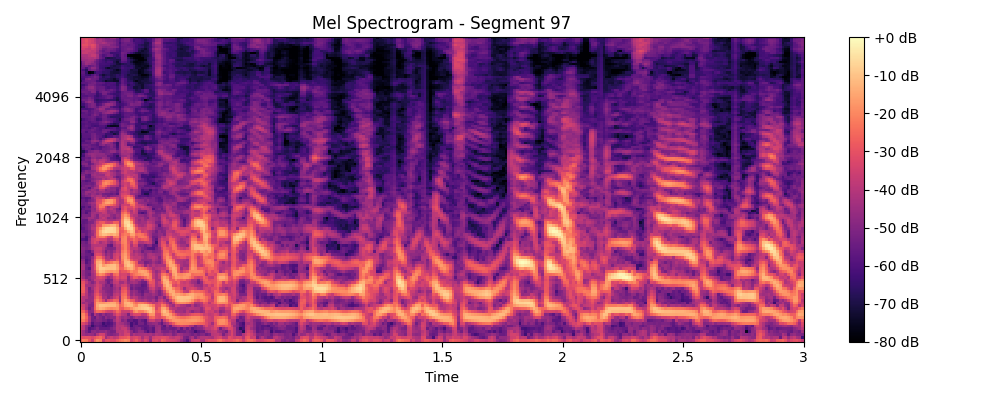 Mel Spectrogram - Segment 97
+0 dB
4096
-10 dB
-20 dB
2048
-30 dB
Frequency
1024
-40 dB
-50 dB
512
-60 dB
-70 dB
0
-80 dB
0 0.5 1 1.5 2 2.5 3
Time